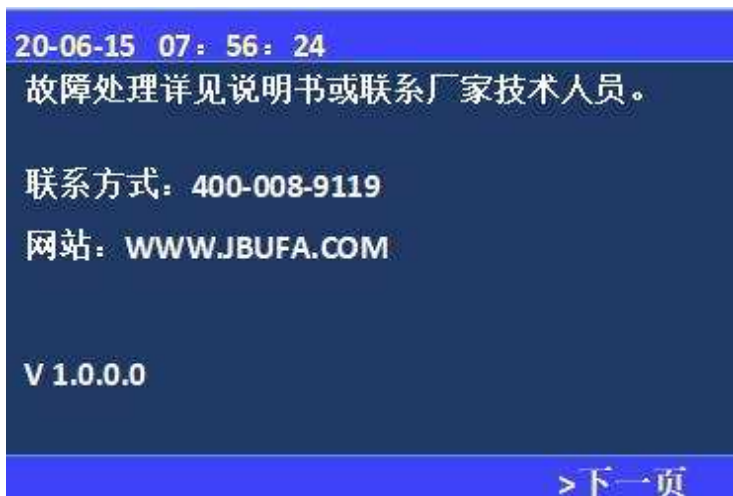 20-06-15 07：56：24
故障处理详见说明书或联系厂家技术人员。
联系方式：400-008-9119
网站：WWW.JBUFA.COM
V 1.0.0.0
>下一页